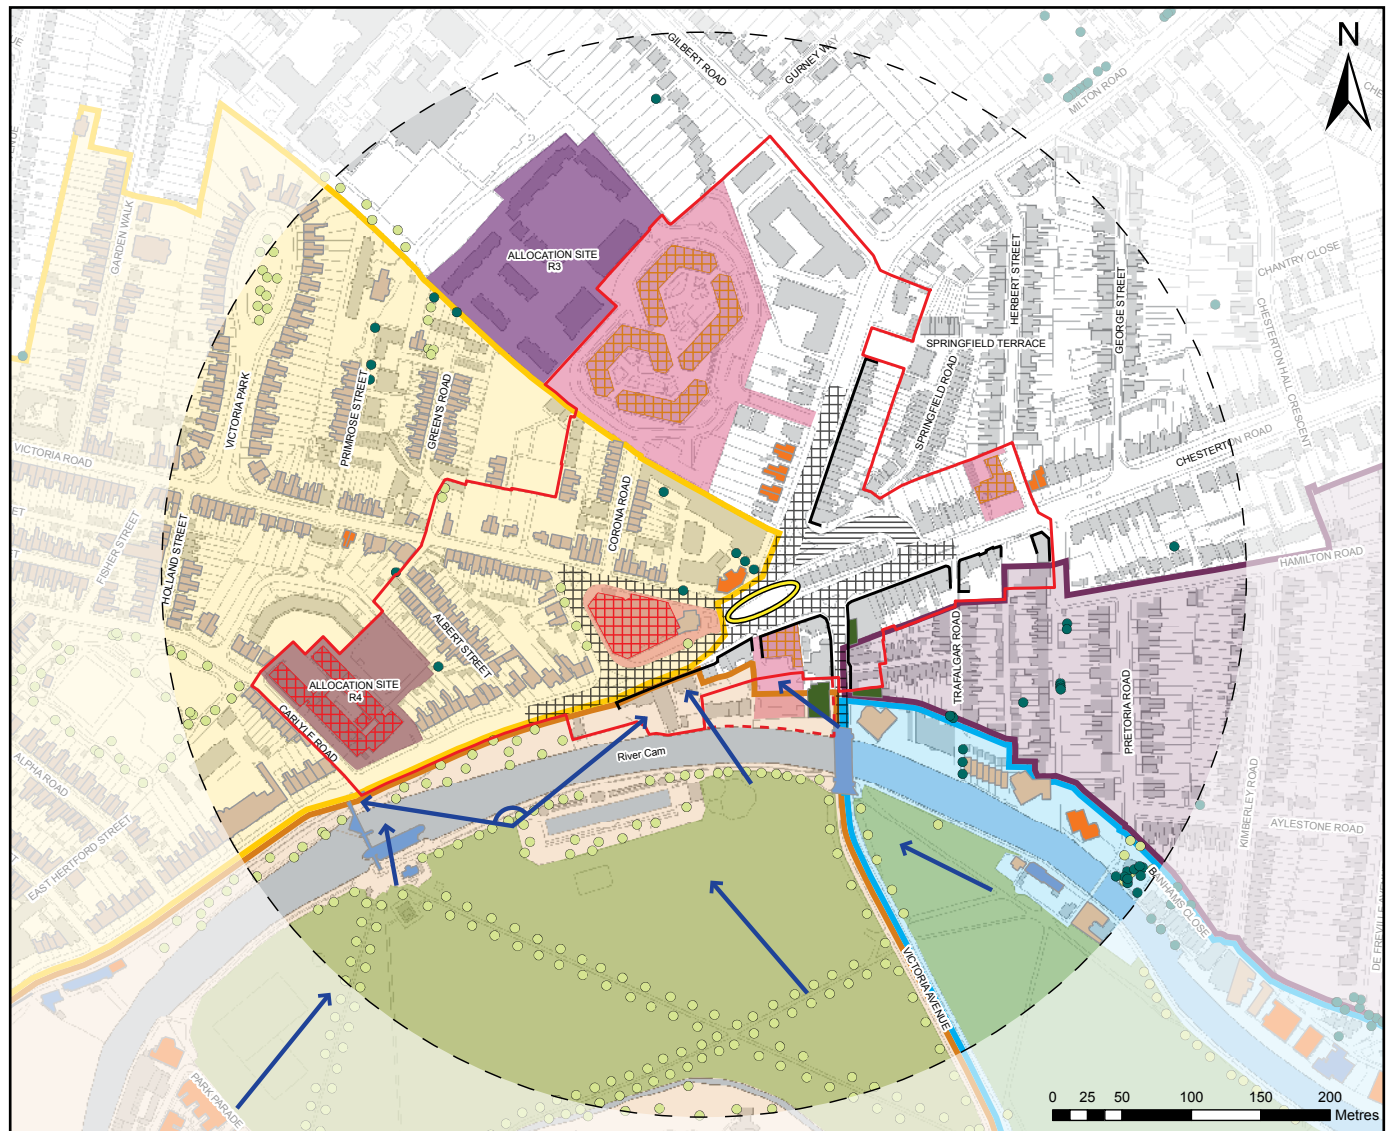 N
GILBERT ROAD
GURNEY WAY
MILTON ROAD
GARDEN WALK
ALLOCATION SITE
R3
HERBERT STREET
GEORGE STREET
CHANTRY CLOSE
SPRINGFIELD TERRACE
CHESTERTON HALL CRESCENT
VICTORIA PARK
PRIMROSE STREET
GREEN'S ROAD
SPRINGFIELD ROAD
CHESTERTON ROAD
VICTORIA ROAD
CORONA ROAD
FISHER STREET
HOLLAND STREET
HAMILTON ROAD
ALBERT STREET
TRAFALGAR ROAD
PRETORIA ROAD
ALLOCATION SITE
R4
CARLYLE ROAD
River Cam
ALPHA ROAD
KIMBERLEY ROAD
AYLESTONE ROAD
EAST HERTFORD STREET
BANHAMS CLOSE
VICTORIA AVENUE
PARK PARADE
0 25 50 100 150 200
Metres